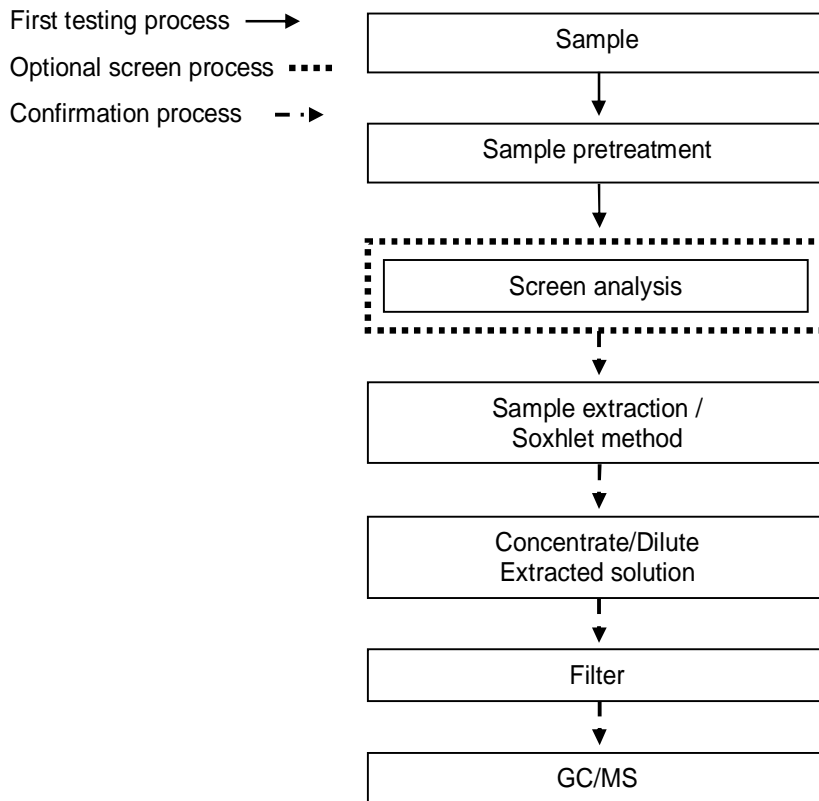 First testing process
Optional screen process
Confirmation process
Sample
Sample pretreatment
Screen analysis
Sample extraction /
Soxhlet method
Concentrate/Dilute
Extracted solution
Filter
GC/MS